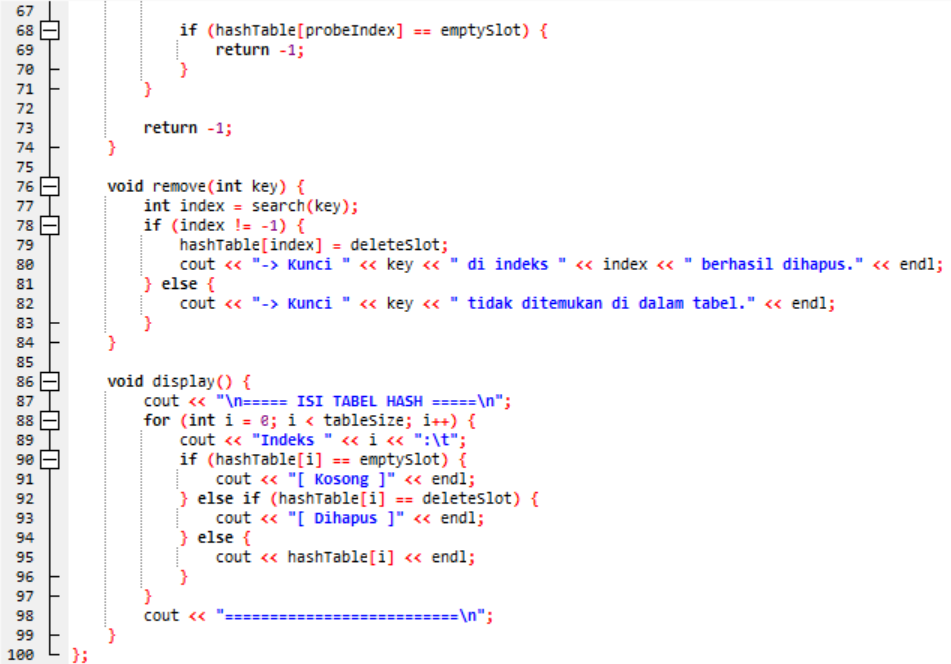 67
68 if (hashTable[probeIndex] == emptySlot) {
69 return -1;
70 }
71 }
72
73 return -1;
74 }
75
76 void remove(int key) {
77 int index = search(key);
78 if (index != -1) {
79 hashTable[index] = deleteSlot;
80 cout << "-> Kunci " << key << " di indeks " << index << " berhasil dihapus." << endl;
81 } else {
82 cout << "-> Kunci " << key << " tidak ditemukan di dalam tabel." << endl;
83 }
84 }
85
86 void display() {
87 cout << "\n===== ISI TABEL HASH =====\n";
88 for (int i = 0; i < tableSize; i++) {
89 cout << "Indeks " << i << ":\t";
90 if (hashTable[i] == emptySlot) {
91 cout << "[ Kosong ]" << endl;
92 } else if (hashTable[i] == deleteSlot) {
93 cout << "[ Dihapus ]" << endl;
94 } else {
95 cout << hashTable[i] << endl;
96 }
97 }
98 cout << "==========================\n";
99 }
100 };